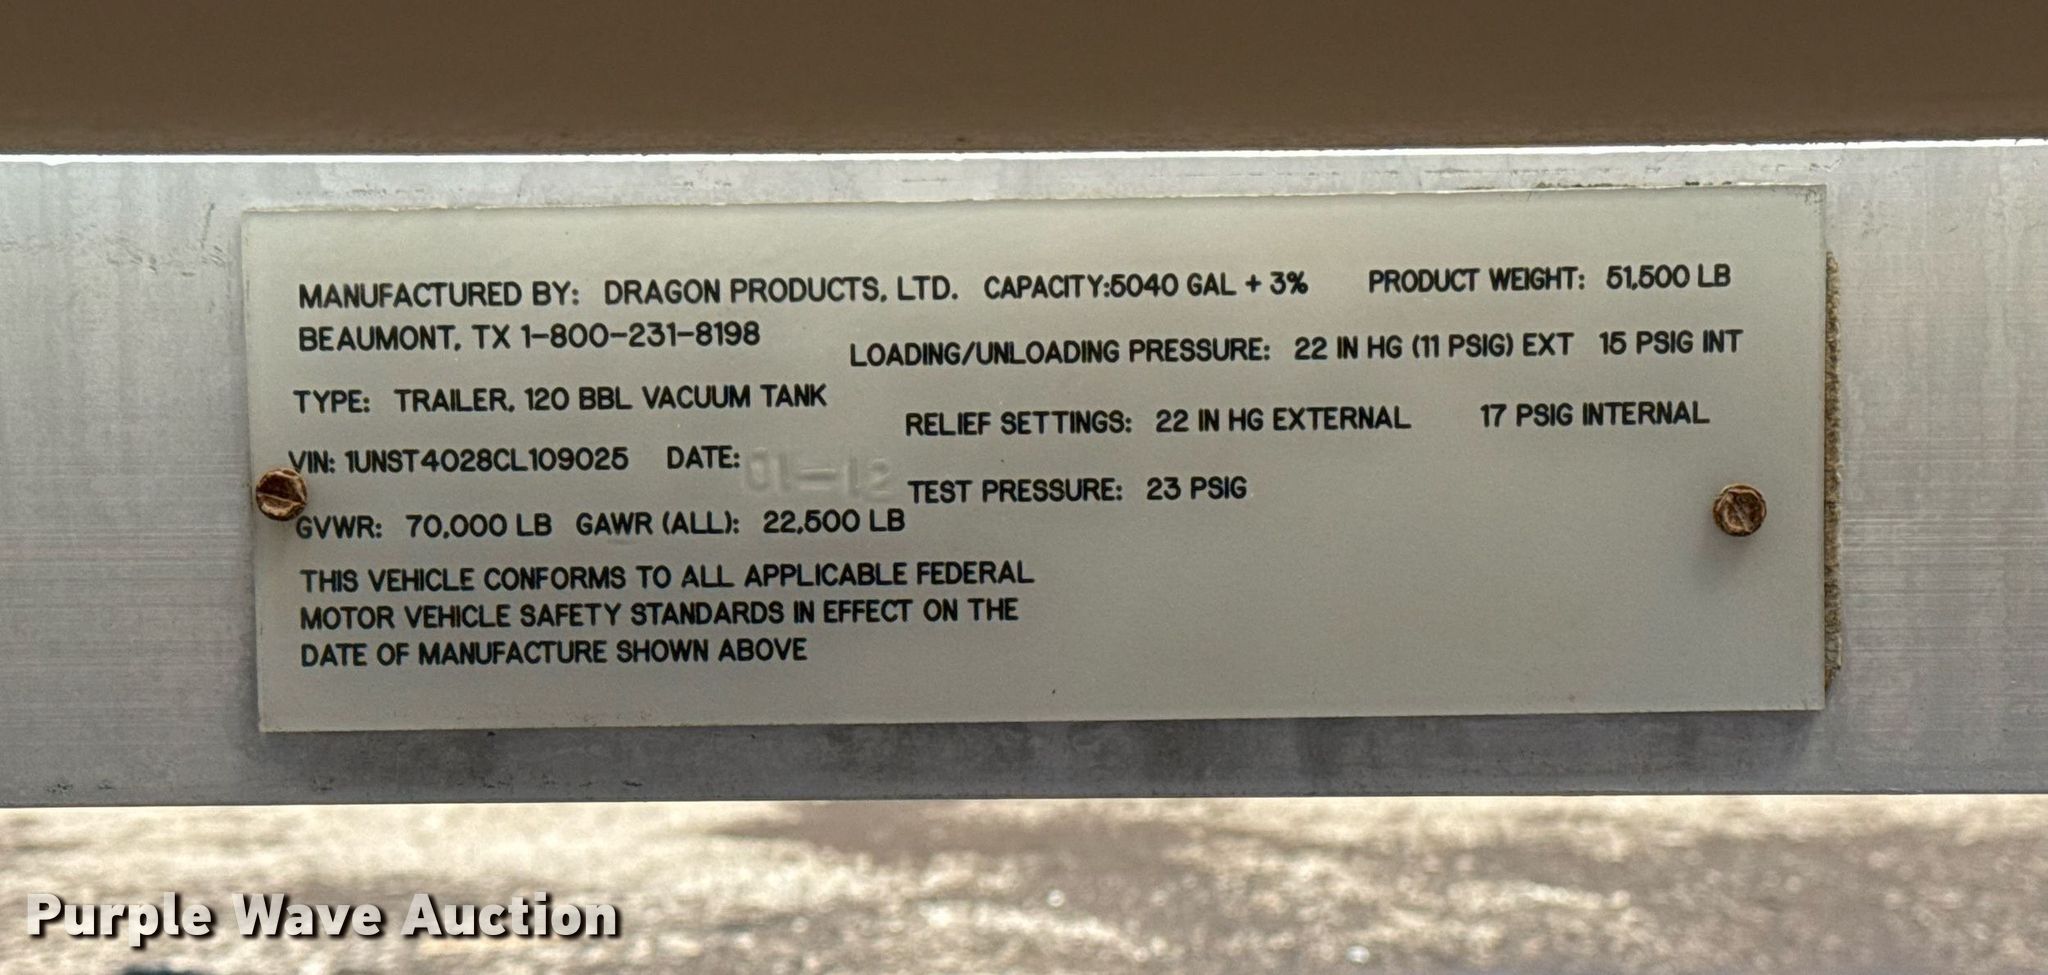 MANUFACTURED BY: DRAGON PRODUCTS, LTD. CAPACITY:5040 GAL + 3% PRODUCT WEIGHT: 51,500 LB
BEAUMONT, TX 1-800-231-8198
LOADING/UNLOADING PRESSURE: 22 IN HG (11 PSIG) EXT 15 PSIG INT
TYPE: TRAILER, 120 BBL VACUUM TANK
RELIEF SETTINGS: 22 IN HG EXTERNAL 17 PSIG INTERNAL
VIN: 1UNST4028CL109025 DATE: 01-12
TEST PRESSURE: 23 PSIG
GVWR: 70,000 LB GAWR (ALL): 22,500 LB
THIS VEHICLE CONFORMS TO ALL APPLICABLE FEDERAL
MOTOR VEHICLE SAFETY STANDARDS IN EFFECT ON THE
DATE OF MANUFACTURE SHOWN ABOVE
Purple Wave Auction